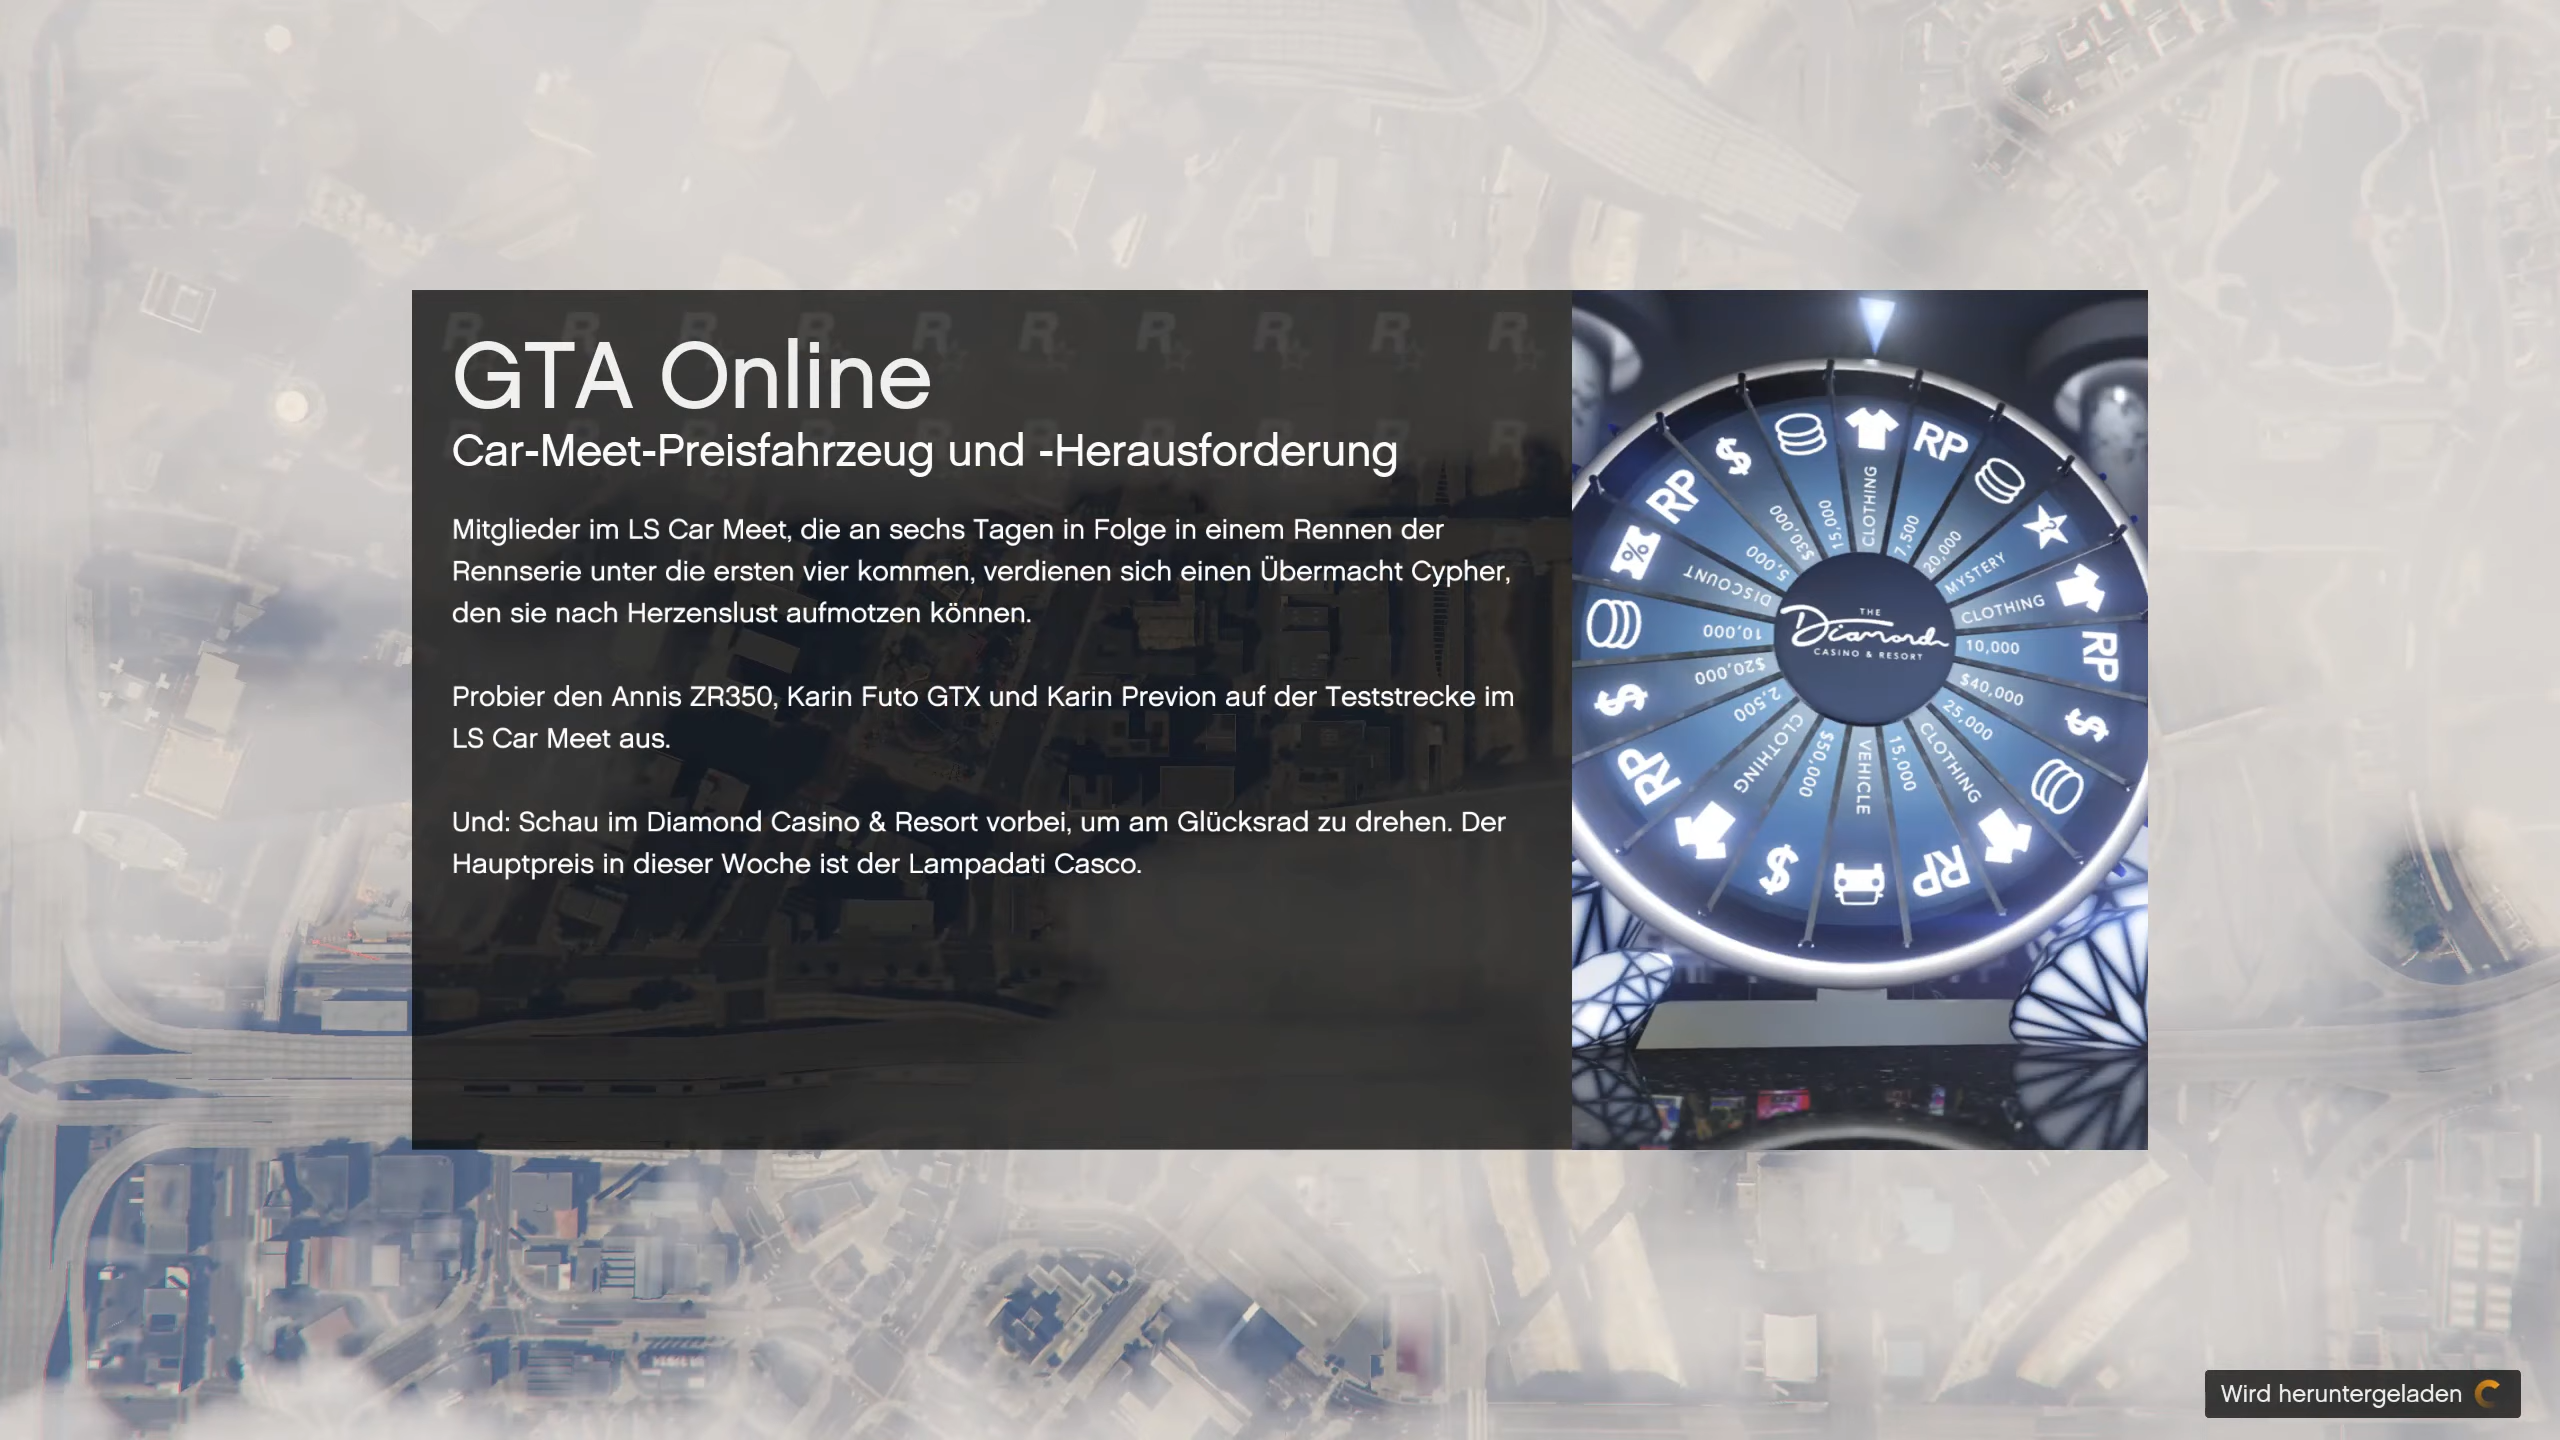 GTA Online
Car-Meet-Preisfahrzeug und -Herausforderung
Mitglieder im LS Car Meet, die an sechs Tagen in Folge in einem Rennen der
Rennserie unter die ersten vier kommen, verdienen sich einen Übermacht Cypher,
den sie nach Herzenslust aufmotzen können.
Probier den Annis ZR350, Karin Futo GTX und Karin Previon auf der Teststrecke im
LS Car Meet aus.
Und: Schau im Diamond Casino & Resort vorbei, um am Glücksrad zu drehen. Der
Hauptpreis in dieser Woche ist der Lampadati Casco.
CLOTHING
RP 7,500
20,000
MYSTERY
CLOTHING
RP 10,000
$ $40,000
25,000
CLOTHING
RP 15,000
VEHICLE
$ $50,000
CLOTHING
RP 2,500
$ $20,000
10,000
% DISCOUNT
RP 5,000
$ $30,000
15,000
THE
Diamond
CASINO & RESORT
Wird heruntergeladen